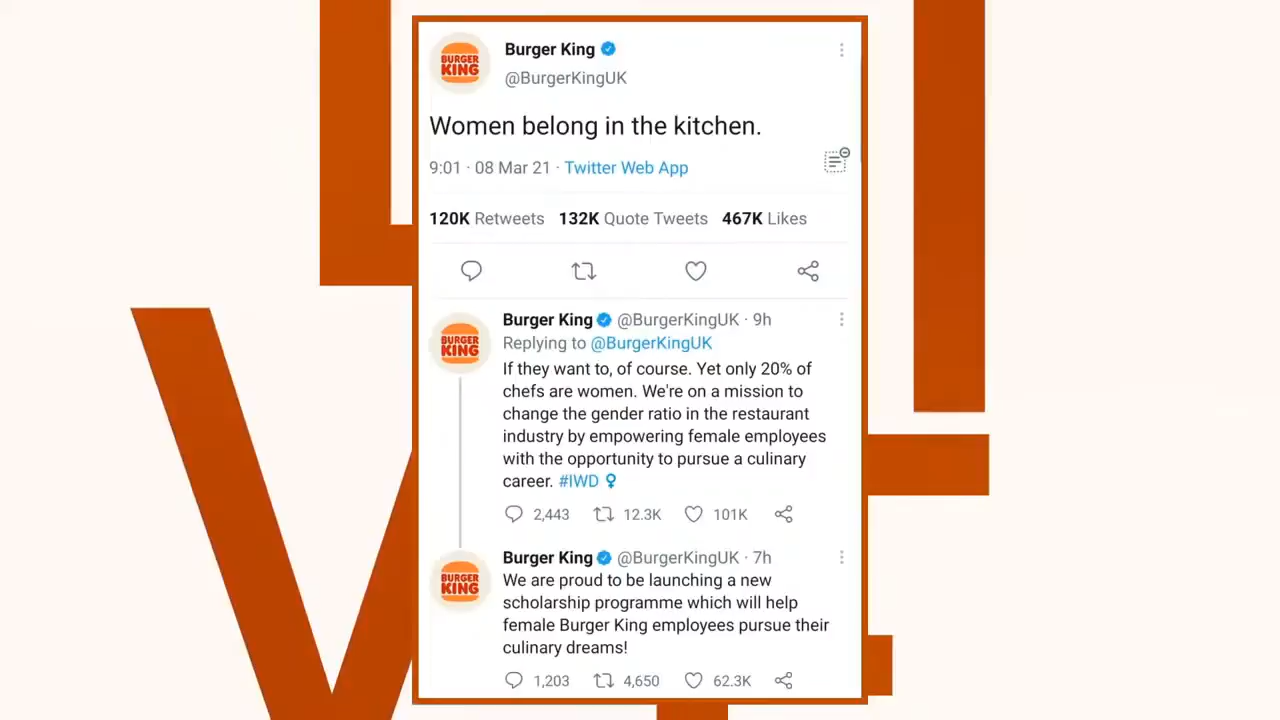 BURGER KING
Burger King
@BurgerKingUK
Women belong in the kitchen.
9:01 · 08 Mar 21 · Twitter Web App
120K Retweets 132K Quote Tweets 467K Likes
BURGER KING
Burger King @BurgerKingUK · 9h
Replying to @BurgerKingUK
If they want to, of course. Yet only 20% of
chefs are women. We're on a mission to
change the gender ratio in the restaurant
industry by empowering female employees
with the opportunity to pursue a culinary
career. #IWD
2,443 12.3K 101K
BURGER KING
Burger King @BurgerKingUK · 7h
We are proud to be launching a new
scholarship programme which will help
female Burger King employees pursue their
culinary dreams!
1,203 4,650 62.3K